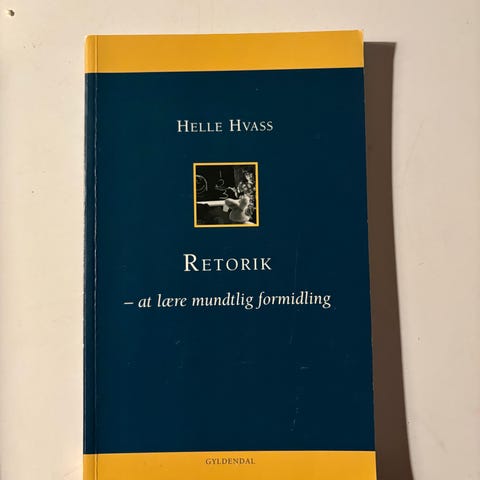 HELLE HVASS
RETORIK
– at lære mundtlig formidling
GYLDENDAL